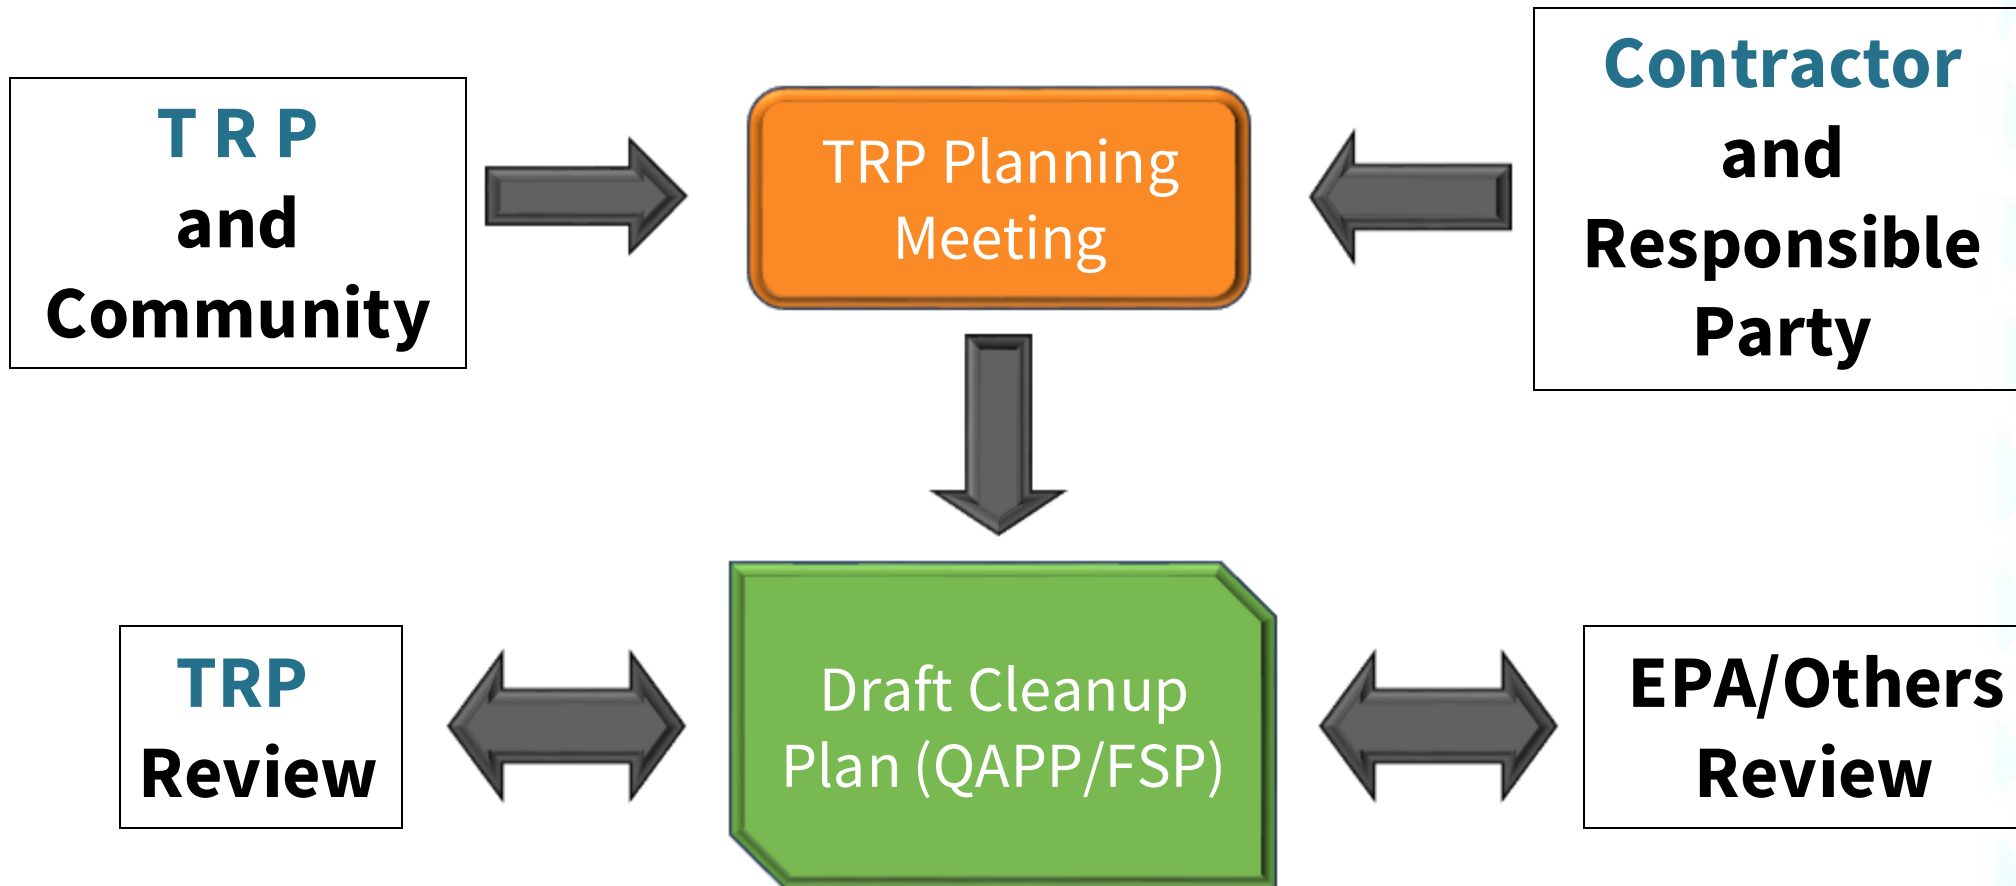 T R P
and
Community
TRP Planning
Meeting
Contractor
and
Responsible
Party
TRP
Review
Draft Cleanup
Plan (QAPP/FSP)
EPA/Others
Review